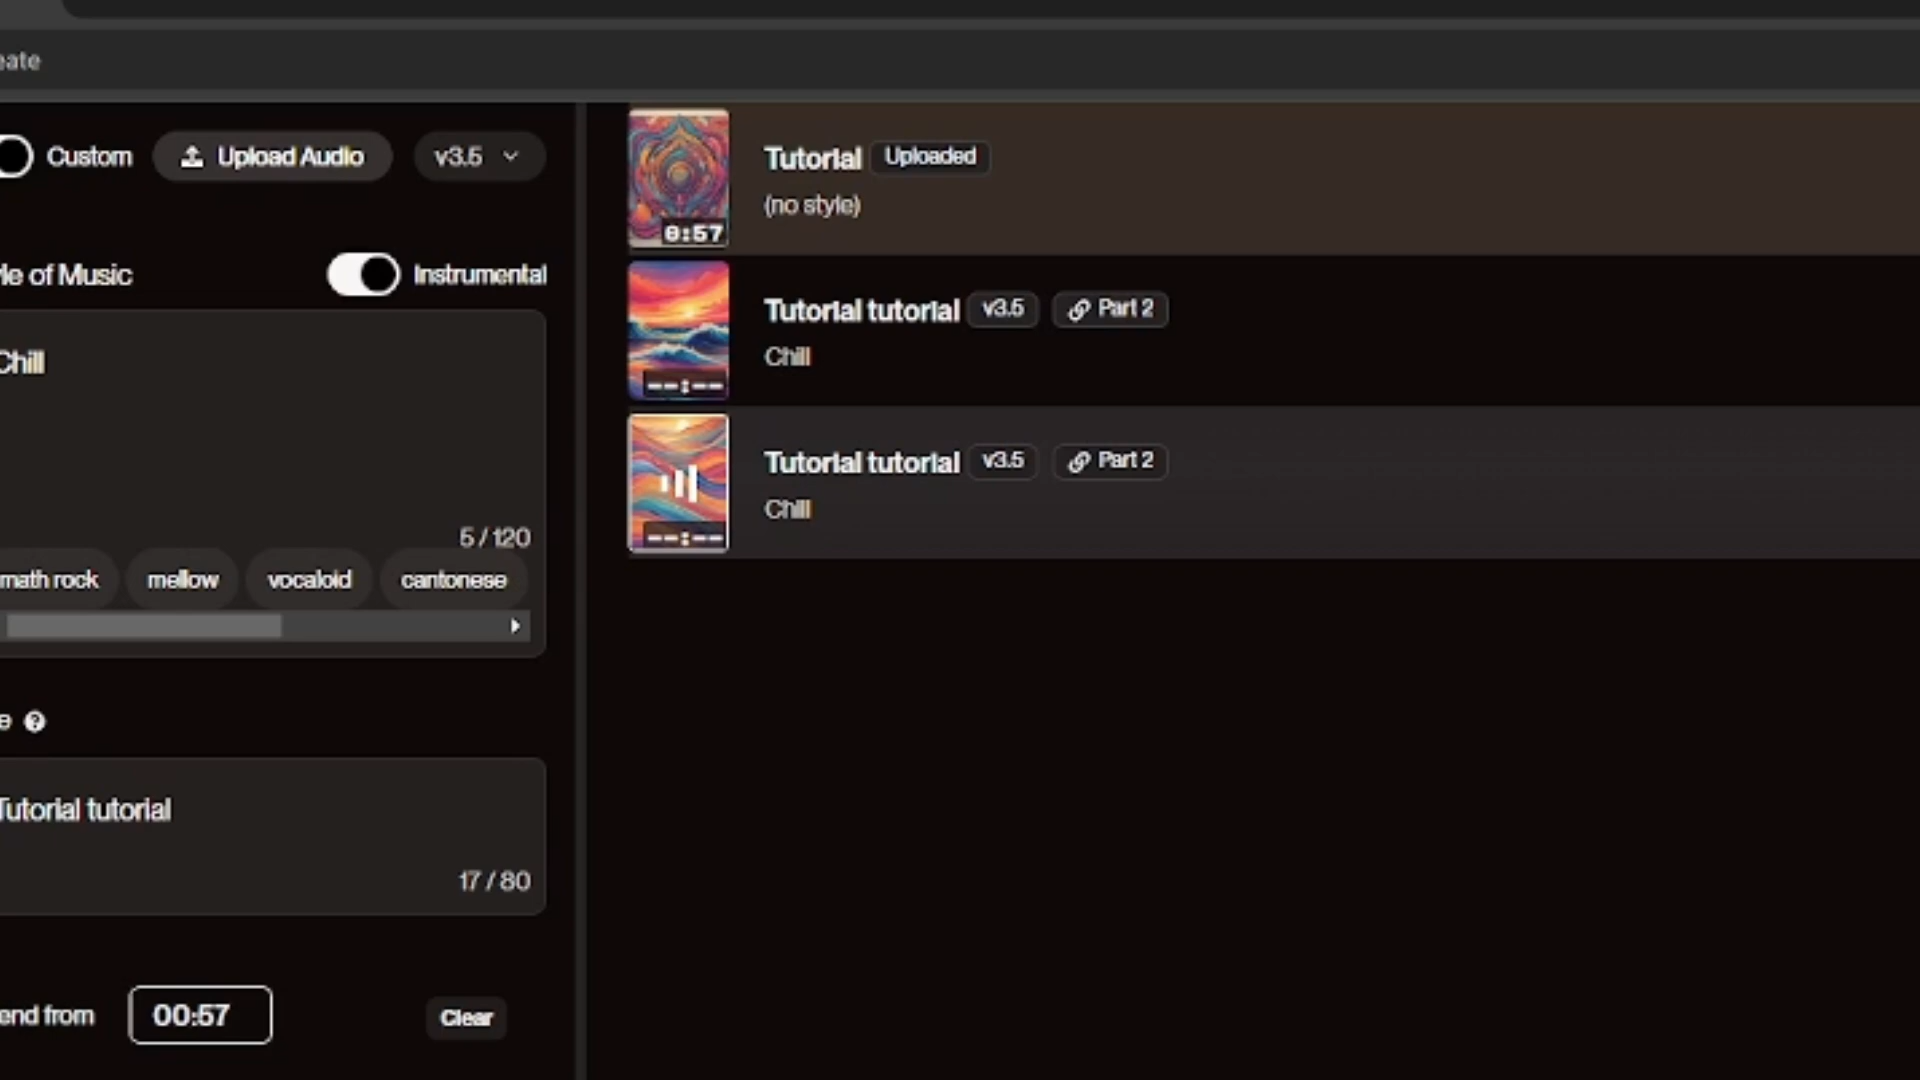 eate
Custom
Upload Audio
v3.5
le of Music
Instrumental
Chill
5 / 120
math rock
mellow
vocaloid
cantonese
e
Tutorial tutorial
17 / 80
end from
00:57
Clear
Tutorial
Uploaded
(no style)
0:57
Tutorial tutorial
v3.5
Part 2
Chill
--:--
Tutorial tutorial
v3.5
Part 2
Chill
--:--